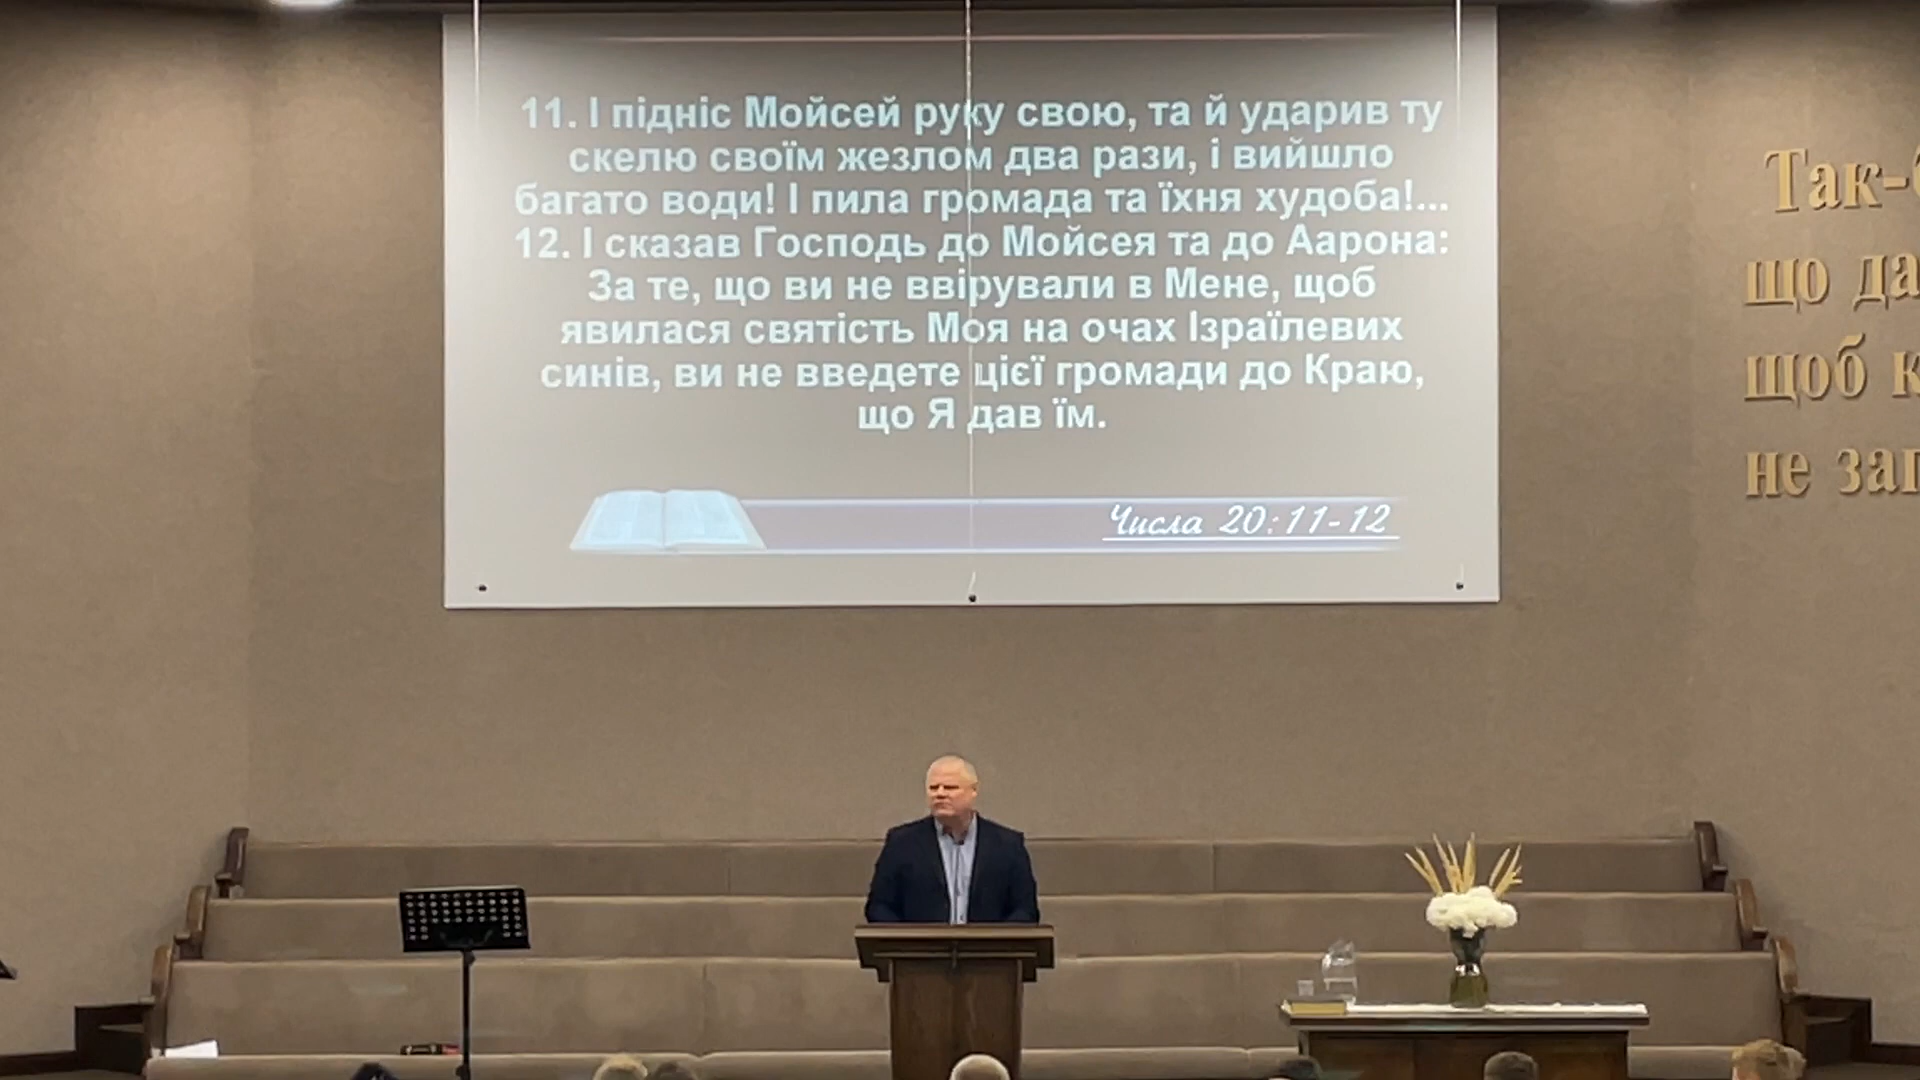 11. І підніс Мойсей руку свою, та й ударив ту
скелю своїм жезлом два рази, і вийшло
багато води! І пила громада та їхня худоба!...
12. І сказав Господь до Мойсея та до Аарона:
За те, що ви не ввірували в Мене, щоб
явилася святість Моя на очах Ізраїлевих
синів, ви не введете цієї громади до Краю,
що Я дав їм.
Числа 20:11-12
Так-
що да
щоб к
не заг